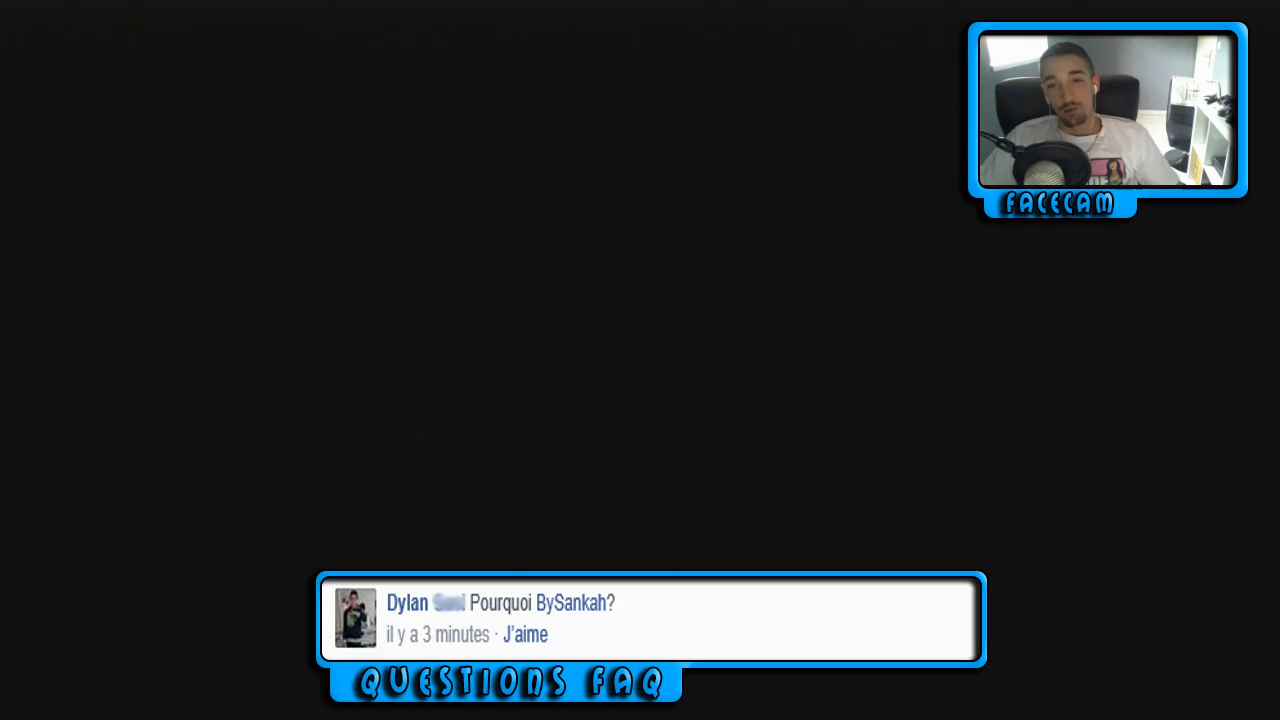 FACECAM
Dylan Pourquoi BySankah?
il y a 3 minutes · J'aime
QUESTIONS FAQ